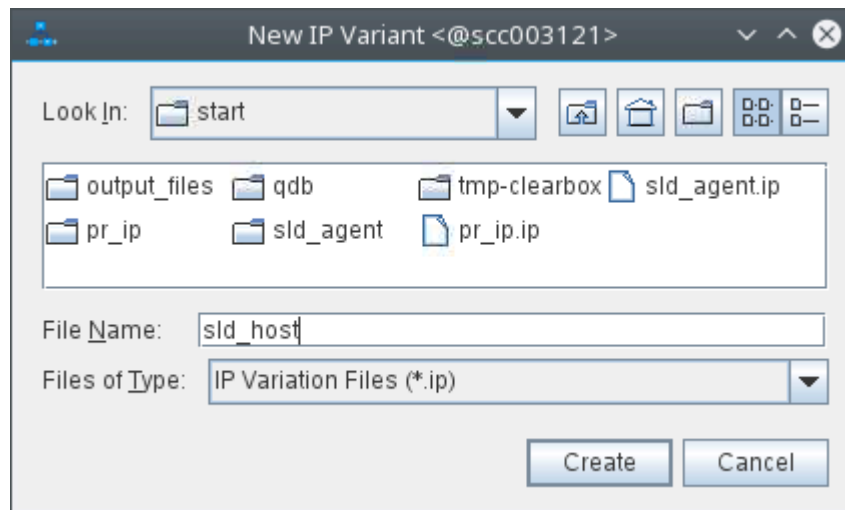 New IP Variant <@scc003121>
Look In: start
output_files qdb tmp-clearbox sld_agent.ip
pr_ip sld_agent pr_ip.ip
File Name: sld_host
Files of Type: IP Variation Files (*.ip)
Create Cancel